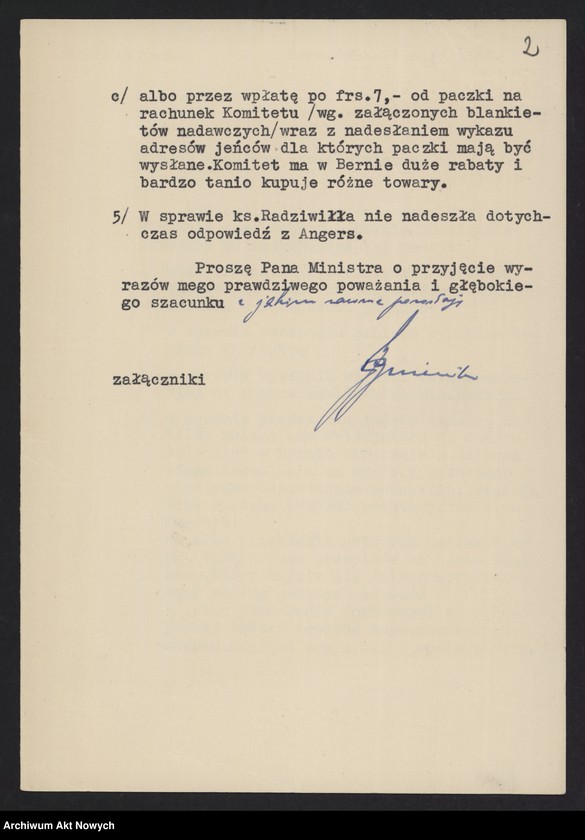 2
c/ albo przez wpłatę po frs.7,- od paczki na
rachunek Komitetu /wg. załączonych blankie-
tów nadawczych/wraz z nadesłaniem wykazu
adresów jeńców dla których paczki mają być
wysłane.Komitet ma w Bernie duże rabaty i
bardzo tanio kupuje różne towary.
5/ W sprawie ks.Radziwiłła nie nadeszła dotych-
czas odpowiedź z Angers.
Proszę Pana Ministra o przyjęcie wy-
razów mego prawdziwego poważania i głębokie-
go szacunku z jakim zawsze pozostaję
załączniki
Archiwum Akt Nowych